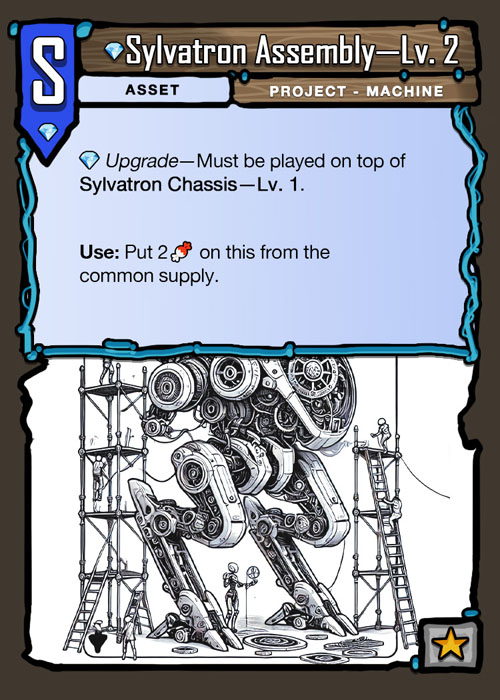 S
Sylvatron Assembly—Lv. 2
ASSET
PROJECT - MACHINE
Upgrade—Must be played on top of
Sylvatron Chassis—Lv. 1.
Use: Put 2 on this from the
common supply.